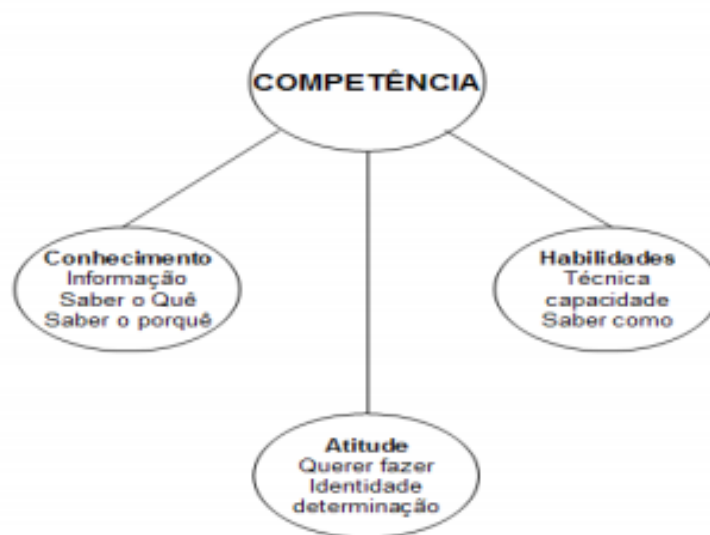 COMPETÊNCIA
Conhecimento
Informação
Saber o Quê
Saber o porquê
Habilidades
Técnica
capacidade
Saber como
Atitude
Querer fazer
Identidade
determinação